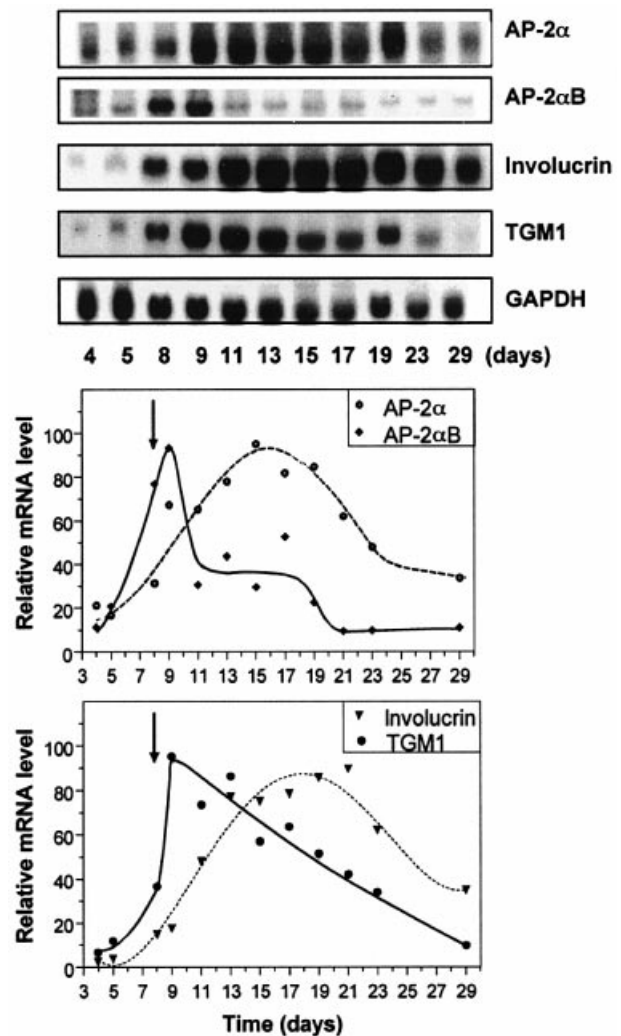 AP-2α
AP-2αB
Involucrin
TGM1
GAPDH
4 5 8 9 11 13 15 17 19 23 29 (days)
Relative mRNA level
100
80
60
40
20
0
AP-2α
AP-2αB
3 5 7 9 11 13 15 17 19 21 23 25 27 29
Relative mRNA level
100
80
60
40
20
0
Involucrin
TGM1
3 5 7 9 11 13 15 17 19 21 23 25 27 29
Time (days)